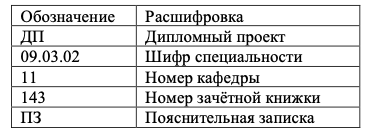 Обозначение Расшифровка
ДП Дипломный проект
09.03.02 Шифр специальности
11 Номер кафедры
143 Номер зачётной книжки
ПЗ Пояснительная записка